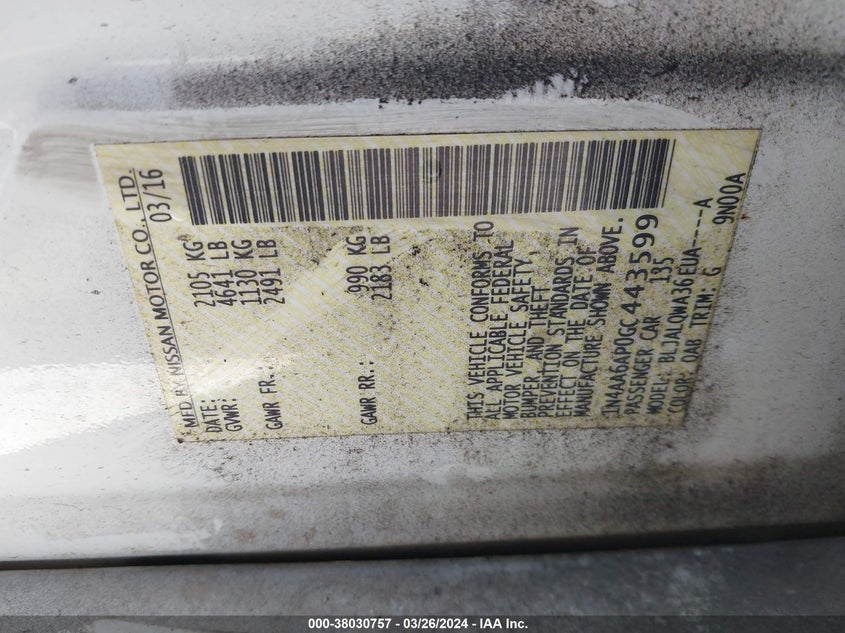 MFD BY NISSAN MOTOR CO., LTD.
DATE: 03/16
GVWR: 2105 KG
4641 LB
GAWR FR.: 1130 KG
2491 LB
GAWR RR.: 990 KG
2183 LB
THIS VEHICLE CONFORMS TO
ALL APPLICABLE FEDERAL
MOTOR VEHICLE SAFETY,
BUMPER, AND THEFT
PREVENTION STANDARDS IN
EFFECT ON THE DATE OF
MANUFACTURE SHOWN ABOVE.
1N4AA6AP0GC443599
PASSENGER CAR 135
MODEL: BLJALQWA36EUA----A
COLOR: QAB TRIM: G 9N00A
000-38030757 - 03/26/2024 - IAA Inc.